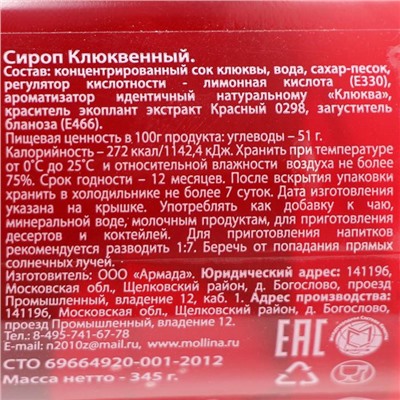 Сироп Клюквенный.
Состав: концентрированный сок клюквы, вода, сахар-песок,
регулятор кислотности - лимонная кислота (Е330),
ароматизатор идентичный натуральному «Клюква»,
краситель экоплант экстракт Красный 0298, загуститель
бланоза (Е466).
Пищевая ценность в 100г продукта: углеводы – 51 г.
Калорийность – 272 ккал/1142,4 кДж. Хранить при температуре
от 0°С до 25°С и относительной влажности воздуха не более
75%. Срок годности – 12 месяцев. После вскрытия упаковки
хранить в холодильнике не более 7 суток. Дата изготовления
указана на крышке. Употреблять как добавку к чаю,
минеральной воде, молочным продуктам, для приготовления
десертов и коктейлей. Для приготовления напитков
рекомендуется разводить 1:7. Беречь от попадания прямых
солнечных лучей.
Изготовитель: ООО «Армада». Юридический адрес: 141196,
Московская обл., Щелковский район, д. Богослово, проезд
Промышленный, владение 12, каб. 1. Адрес производства:
141196, Московская обл., Щелковский район, д. Богослово,
проезд Промышленный, владение 12.
Тел.: 8-495-741-67-78
E-mail: n2010z@mail.ru www.mollina.ru
СТО 69664920-001-2012
Масса нетто - 345 г.
ЕАС